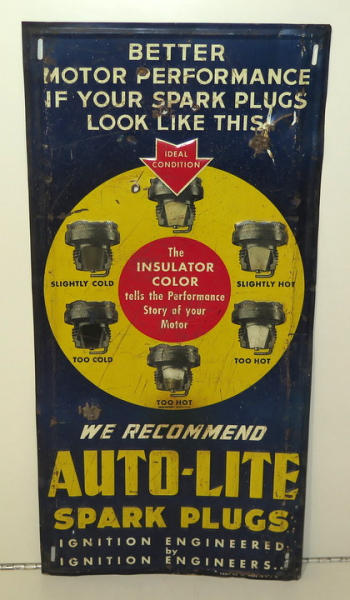 BETTER
MOTOR PERFORMANCE
IF YOUR SPARK PLUGS
LOOK LIKE THIS
IDEAL
CONDITION
SLIGHTLY COLD
SLIGHTLY HOT
The
INSULATOR
COLOR
tells the Performance
Story of your
Motor
TOO COLD
TOO HOT
TOO HOT
WE RECOMMEND
AUTO-LITE
SPARK PLUGS
IGNITION ENGINEERED
by
IGNITION ENGINEERS..